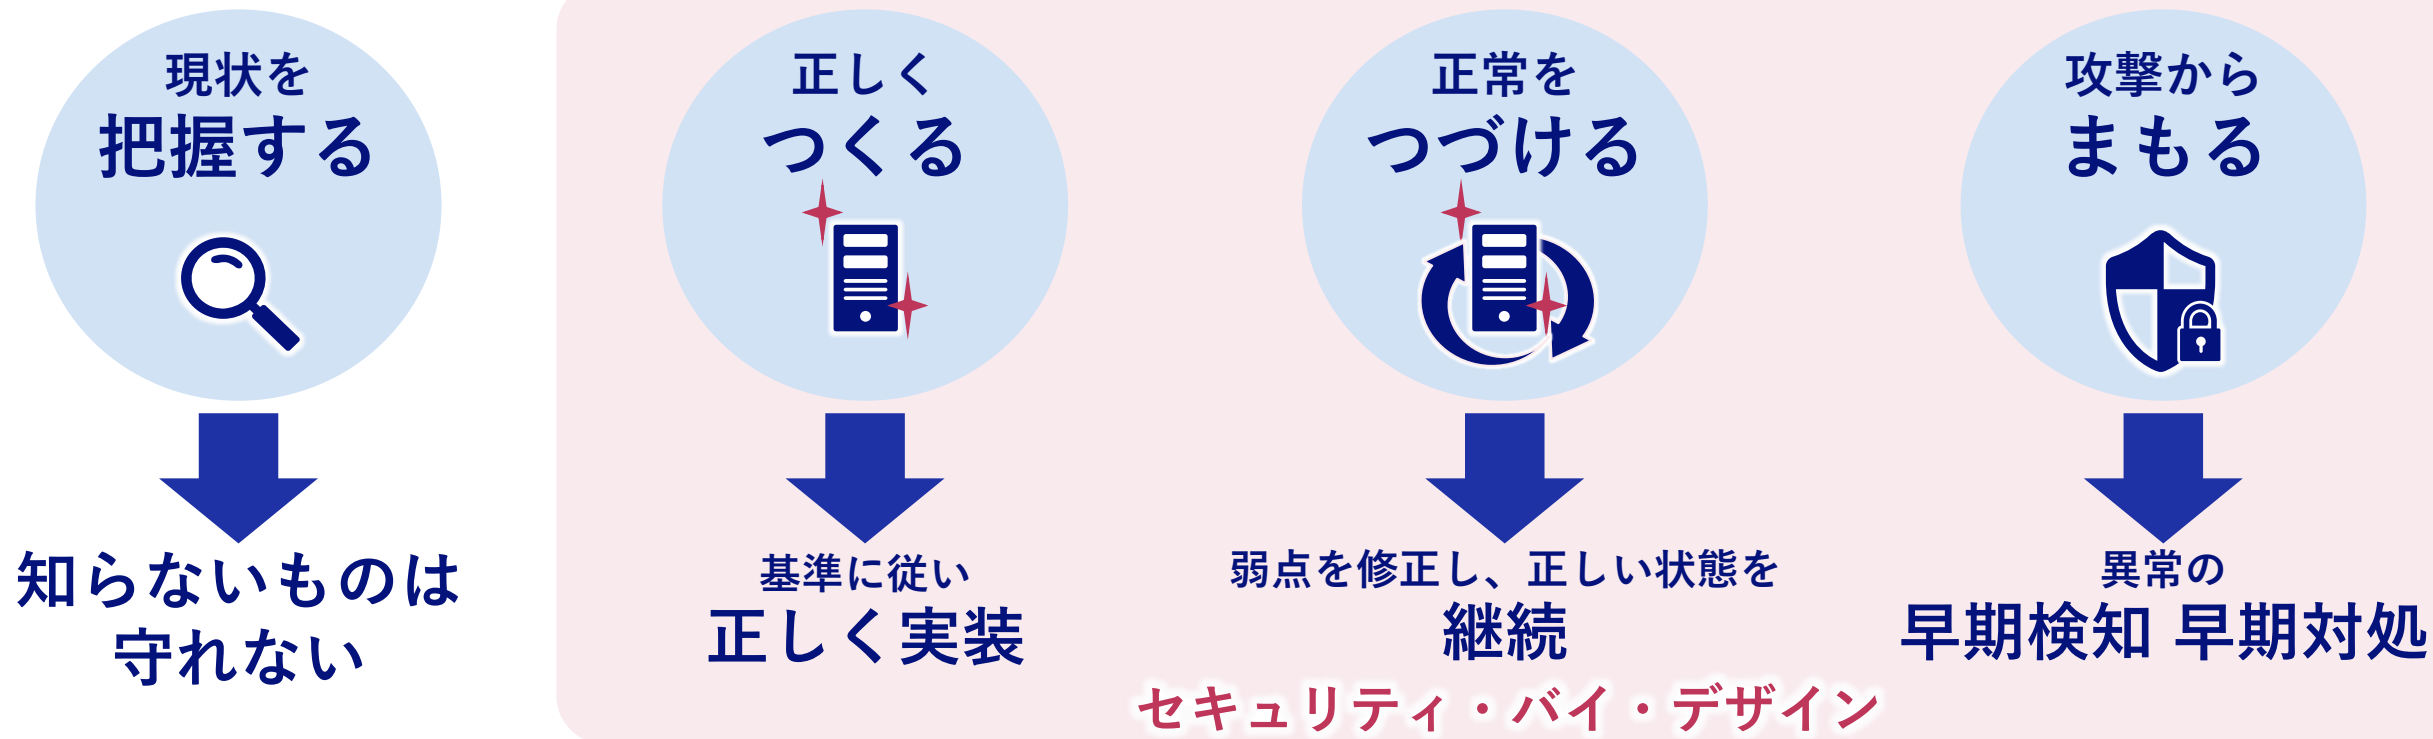 現状を
把握する
知らないものは
守れない
正しく
つくる
基準に従い
正しく実装
正常を
つづける
弱点を修正し、正しい状態を
継続
攻撃から
まもる
異常の
早期検知 早期対処
セキュリティ・バイ・デザイン